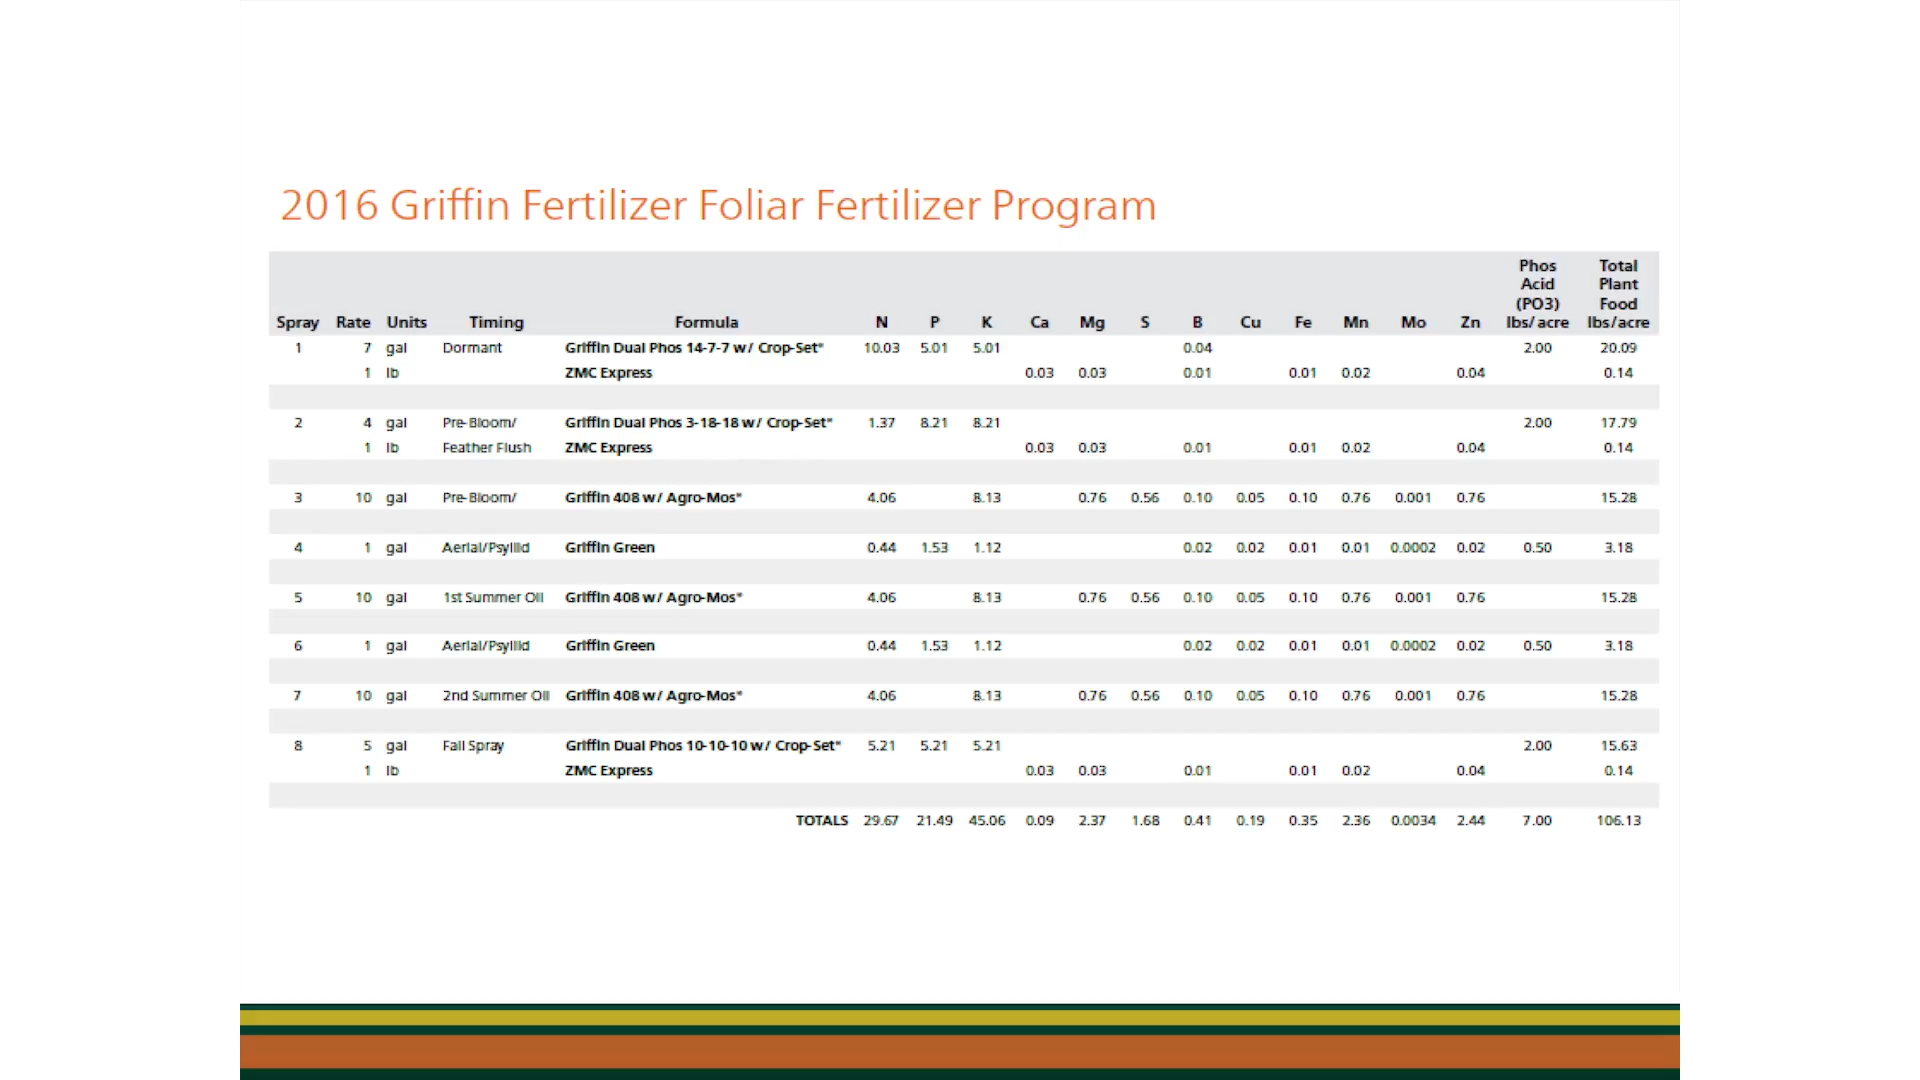 2016 Griffin Fertilizer Foliar Fertilizer Program
Phos Total
Acid Plant
(PO3) Food
Spray Rate Units Timing Formula N P K Ca Mg S B Cu Fe Mn Mo Zn lbs/acre lbs/acre
1 7 gal Dormant Griffin Dual Phos 14-7-7 w/ Crop-Set* 10.03 5.01 5.01 0.04 2.00 20.09
1 lb ZMC Express 0.03 0.03 0.01 0.01 0.02 0.04 0.14
2 4 gal Pre-Bloom/ Griffin Dual Phos 3-18-18 w/ Crop-Set* 1.37 8.21 8.21 2.00 17.79
1 lb Feather Flush ZMC Express 0.03 0.03 0.01 0.01 0.02 0.04 0.14
3 10 gal Pre-Bloom/ Griffin 408 w/ Agro-Mos* 4.06 8.13 0.76 0.56 0.10 0.05 0.10 0.76 0.001 0.76 15.28
4 1 gal Aerial/Psyllid Griffin Green 0.44 1.53 1.12 0.02 0.02 0.01 0.01 0.0002 0.02 0.50 3.18
5 10 gal 1st Summer Oil Griffin 408 w/ Agro-Mos* 4.06 8.13 0.76 0.56 0.10 0.05 0.10 0.76 0.001 0.76 15.28
6 1 gal Aerial/Psyllid Griffin Green 0.44 1.53 1.12 0.02 0.02 0.01 0.01 0.0002 0.02 0.50 3.18
7 10 gal 2nd Summer Oil Griffin 408 w/ Agro-Mos* 4.06 8.13 0.76 0.56 0.10 0.05 0.10 0.76 0.001 0.76 15.28
8 5 gal Fall Spray Griffin Dual Phos 10-10-10 w/ Crop-Set* 5.21 5.21 5.21 2.00 15.63
1 lb ZMC Express 0.03 0.03 0.01 0.01 0.02 0.04 0.14
TOTALS 29.67 21.49 45.06 0.09 2.37 1.68 0.41 0.19 0.35 2.36 0.0034 2.44 7.00 106.13